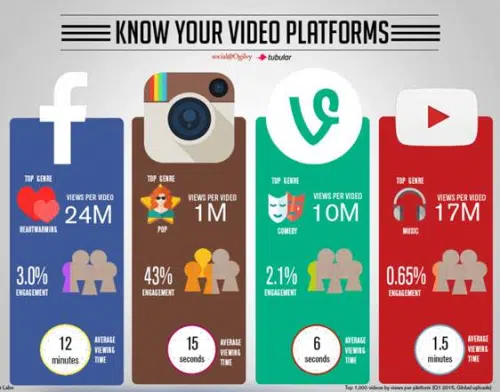 KNOW YOUR VIDEO PLATFORMS
social@Ogilvy tubular
TOP GENRE
HEARTWARMING
VIEWS PER VIDEO
24M
3.0%
ENGAGEMENT
12
minutes
AVERAGE
VIEWING
TIME
TOP GENRE
POP
VIEWS PER VIDEO
1M
43%
ENGAGEMENT
15
seconds
AVERAGE
VIEWING
TIME
TOP GENRE
COMEDY
VIEWS PER VIDEO
10M
2.1%
ENGAGEMENT
6
seconds
AVERAGE
VIEWING
TIME
TOP GENRE
MUSIC
VIEWS PER VIDEO
17M
0.65%
ENGAGEMENT
1.5
minutes
AVERAGE
VIEWING
TIME
Labs
Top 1,000 videos by views per platform (Q1 2015, Global uploads)